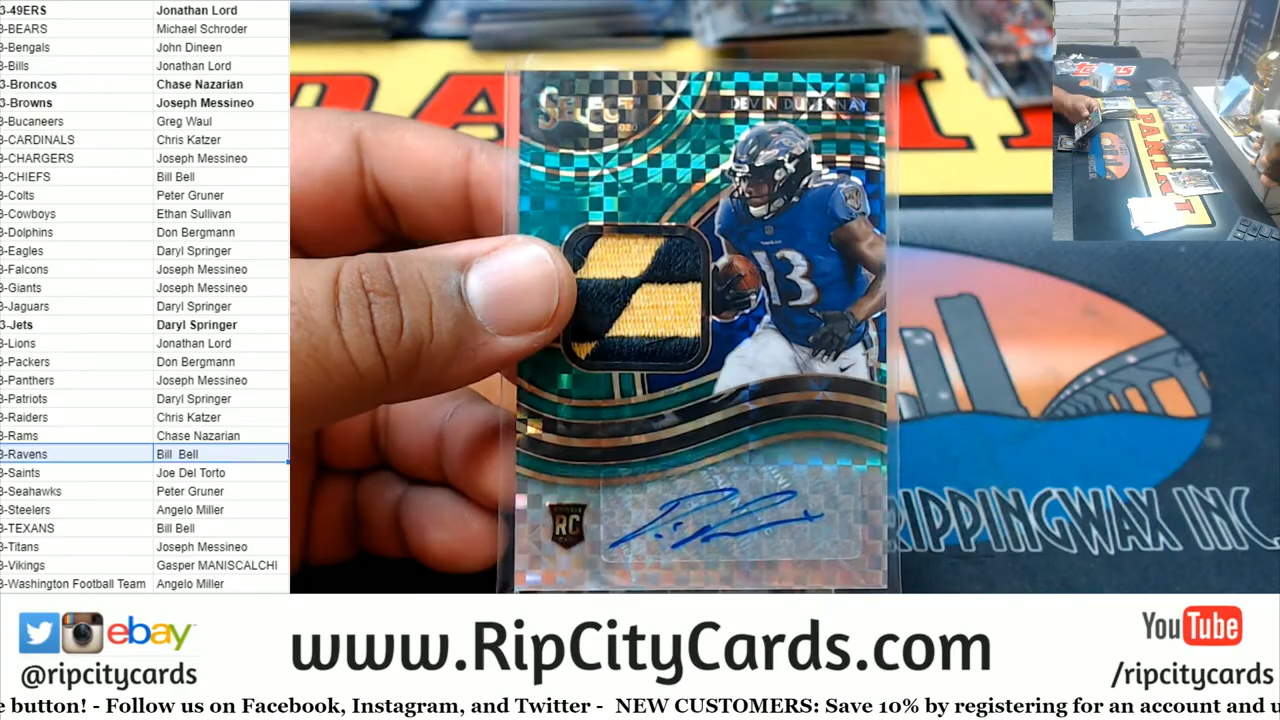 3-49ERS Jonathan Lord
3-BEARS Michael Schroder
3-Bengals John Dineen
3-Bills Jonathan Lord
3-Broncos Chase Nazarian
3-Browns Joseph Messineo
3-Bucaneers Greg Waul
3-CARDINALS Chris Katzer
3-CHARGERS Joseph Messineo
3-CHIEFS Bill Bell
3-Colts Peter Gruner
3-Cowboys Ethan Sullivan
3-Dolphins Don Bergmann
3-Eagles Daryl Springer
3-Falcons Joseph Messineo
3-Giants Joseph Messineo
3-Jaguars Daryl Springer
3-Jets Daryl Springer
3-Lions Jonathan Lord
3-Packers Don Bergmann
3-Panthers Joseph Messineo
3-Patriots Daryl Springer
3-Raiders Chris Katzer
3-Rams Chase Nazarian
3-Ravens Bill Bell
3-Saints Joe Del Torto
3-Seahawks Peter Gruner
3-Steelers Angelo Miller
3-TEXANS Bill Bell
3-Titans Joseph Messineo
3-Vikings Gasper MANISCALCHI
3-Washington Football Team Angelo Miller
SELECT
2020
DEVIN DUVERNAY
13
RC
PANINI
RIPPINGWAX INC.
ebay
@ripcitycards
www.RipCityCards.com
YouTube
/ripcitycards
e button! - Follow us on Facebook, Instagram, and Twitter - NEW CUSTOMERS: Save 10% by registering for an account and u